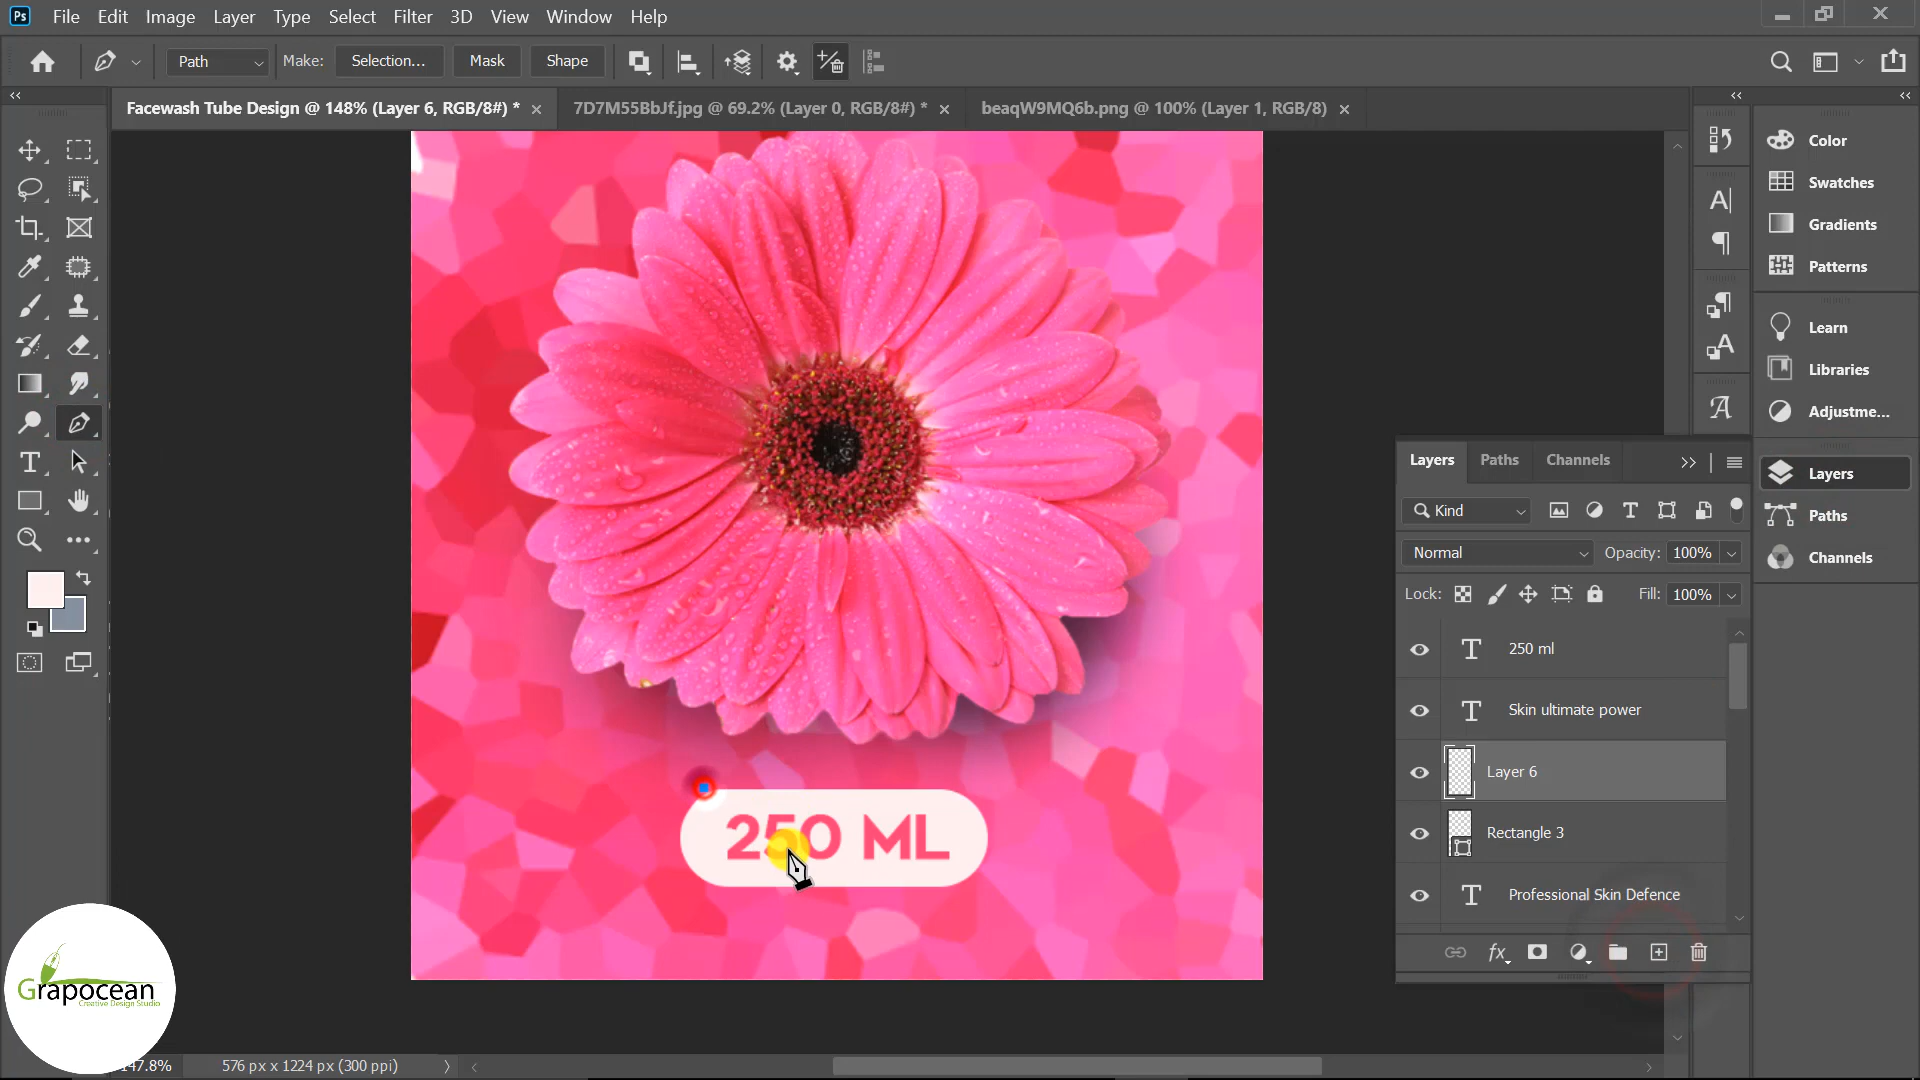 Ps File Edit Image Layer Type Select Filter 3D View Window Help
Path Make: Selection... Mask Shape
Facewash Tube Design @ 148% (Layer 6, RGB/8#) * 7D7M55BbJf.jpg @ 69.2% (Layer 0, RGB/8#) * beaqW9MQ6b.png @ 100% (Layer 1, RGB/8)
Color
Swatches
Gradients
Patterns
Learn
Libraries
Adjustme...
Layers
Paths
Channels
Layers Paths Channels
Kind
Normal Opacity: 100%
Lock: Fill: 100%
250 ml
Skin ultimate power
Layer 6
Rectangle 3
Professional Skin Defence
fx
250 ML
Grapocean
Creative Design Studio
147.8% 576 px x 1224 px (300 ppi)